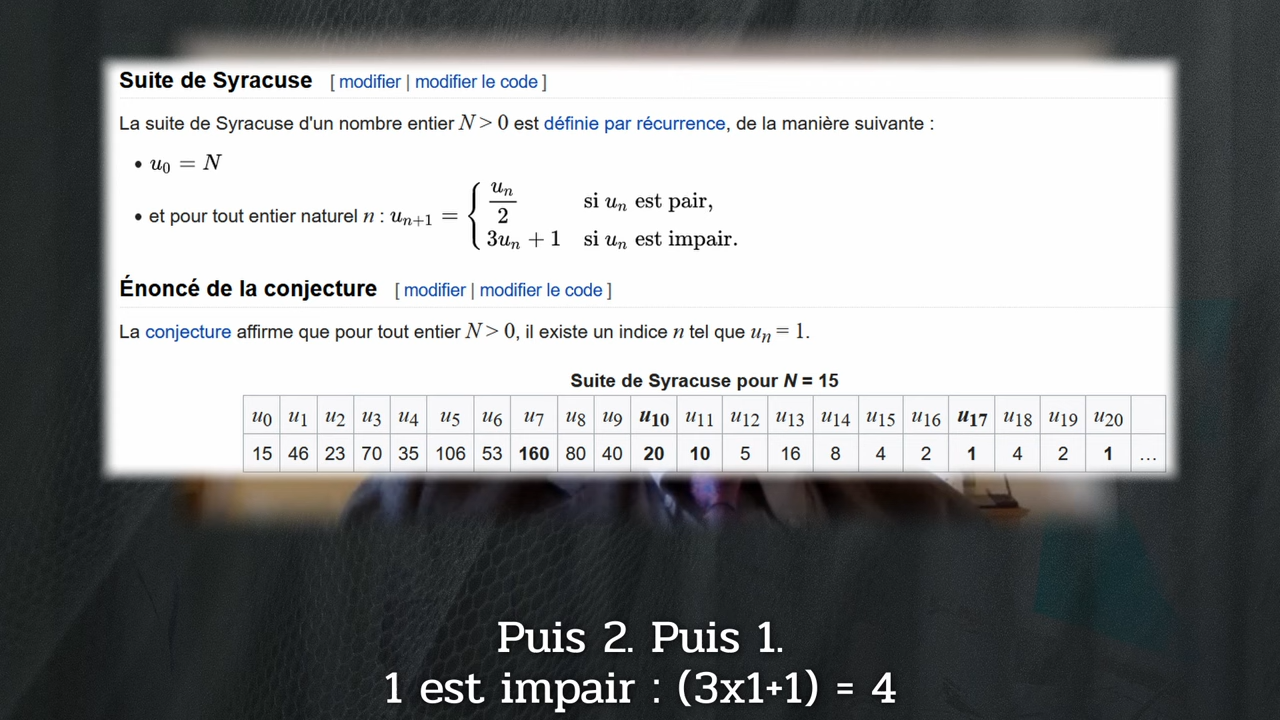 Suite de Syracuse [ modifier | modifier le code ]
La suite de Syracuse d'un nombre entier N > 0 est définie par récurrence, de la manière suivante :
• u₀ = N
• et pour tout entier naturel n : uₙ₊₁ = { uₙ/2 si uₙ est pair,
3uₙ + 1 si uₙ est impair.
Énoncé de la conjecture [ modifier | modifier le code ]
La conjecture affirme que pour tout entier N > 0, il existe un indice n tel que uₙ = 1.
Suite de Syracuse pour N = 15
u₀ u₁ u₂ u₃ u₄ u₅ u₆ u₇ u₈ u₉ u₁₀ u₁₁ u₁₂ u₁₃ u₁₄ u₁₅ u₁₆ u₁₇ u₁₈ u₁₉ u₂₀
15 46 23 70 35 106 53 160 80 40 20 10 5 16 8 4 2 1 4 2 1 ...
Puis 2. Puis 1.
1 est impair : (3x1+1) = 4